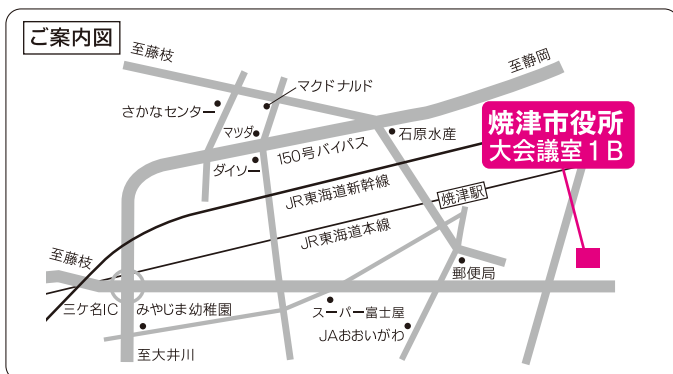 ご案内図
至藤枝
至静岡
マクドナルド
さかなセンター
マツダ
ダイソー
150号バイパス
石原水産
焼津市役所
大会議室1B
JR東海道新幹線
焼津駅
JR東海道本線
至藤枝
郵便局
三ケ名IC
みやじま幼稚園
スーパー富士屋
JAおおいがわ
至大井川